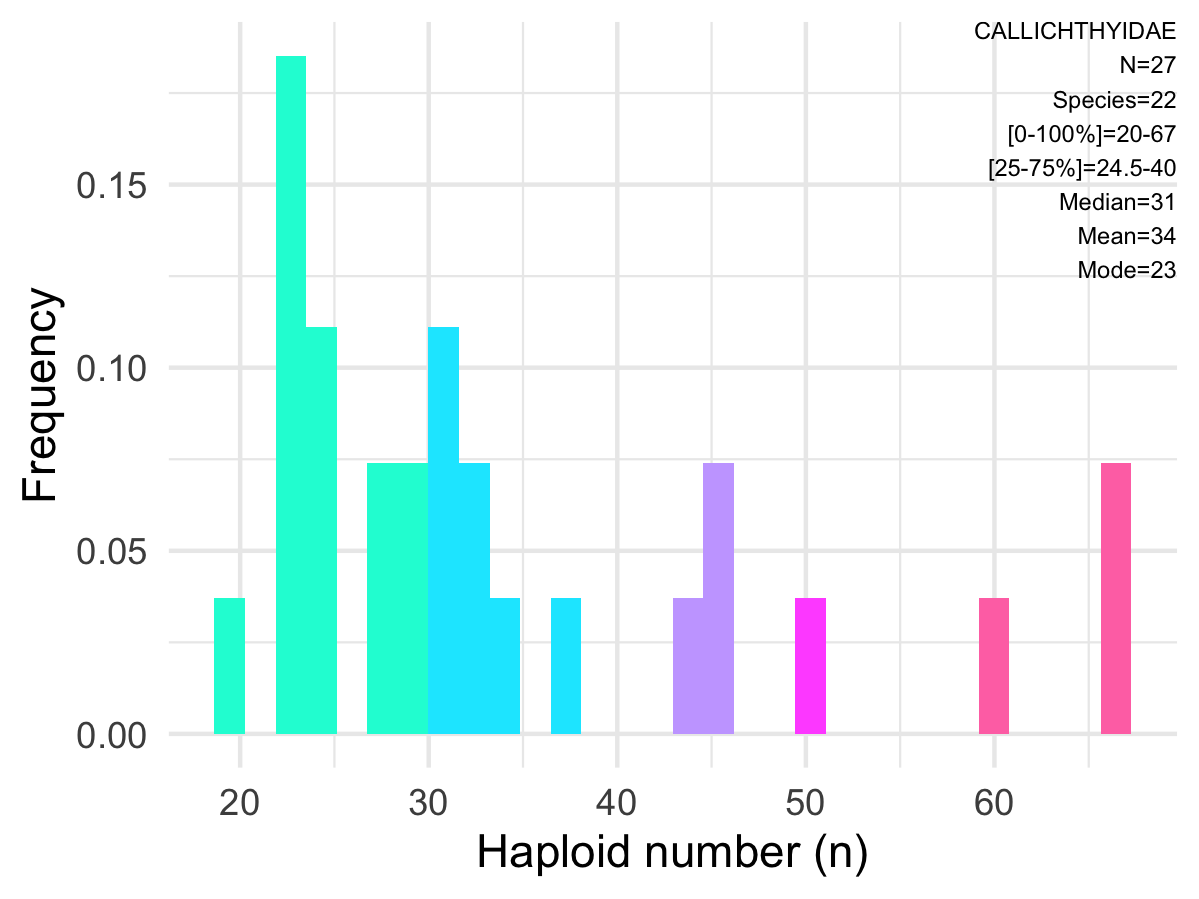 CALLICHTHYIDAE
N=27
Species=22
[0-100%]=20-67
[25-75%]=24.5-40
Median=31
Mean=34
Mode=23
0.15
0.10
0.05
0.00
Frequency
20 30 40 50 60
Haploid number (n)